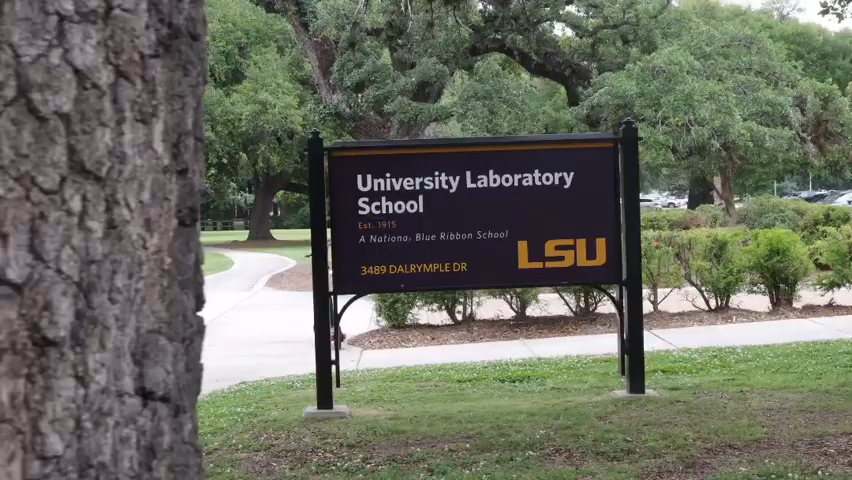 University Laboratory
School
Est. 1915
A National Blue Ribbon School
3489 DALRYMPLE DR
LSU